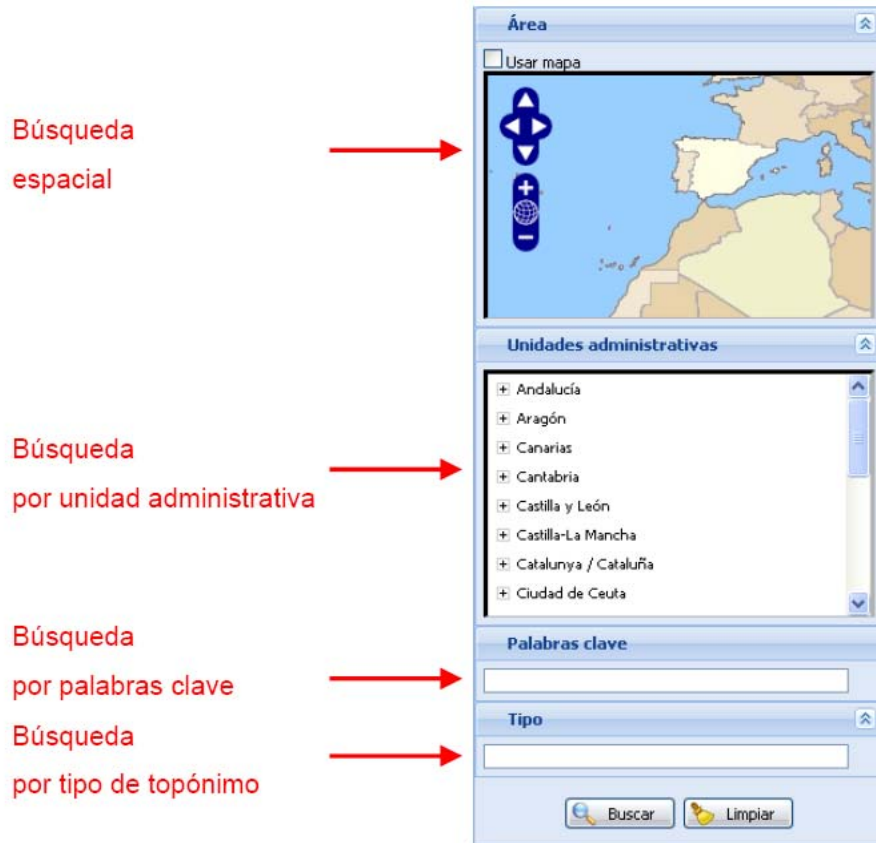 Área
Usar mapa
Búsqueda
espacial
Unidades administrativas
Andalucía
Aragón
Canarias
Cantabria
Castilla y León
Castilla-La Mancha
Catalunya / Cataluña
Ciudad de Ceuta
Búsqueda
por unidad administrativa
Palabras clave
Búsqueda
por palabras clave
Tipo
Búsqueda
por tipo de topónimo
Buscar
Limpiar